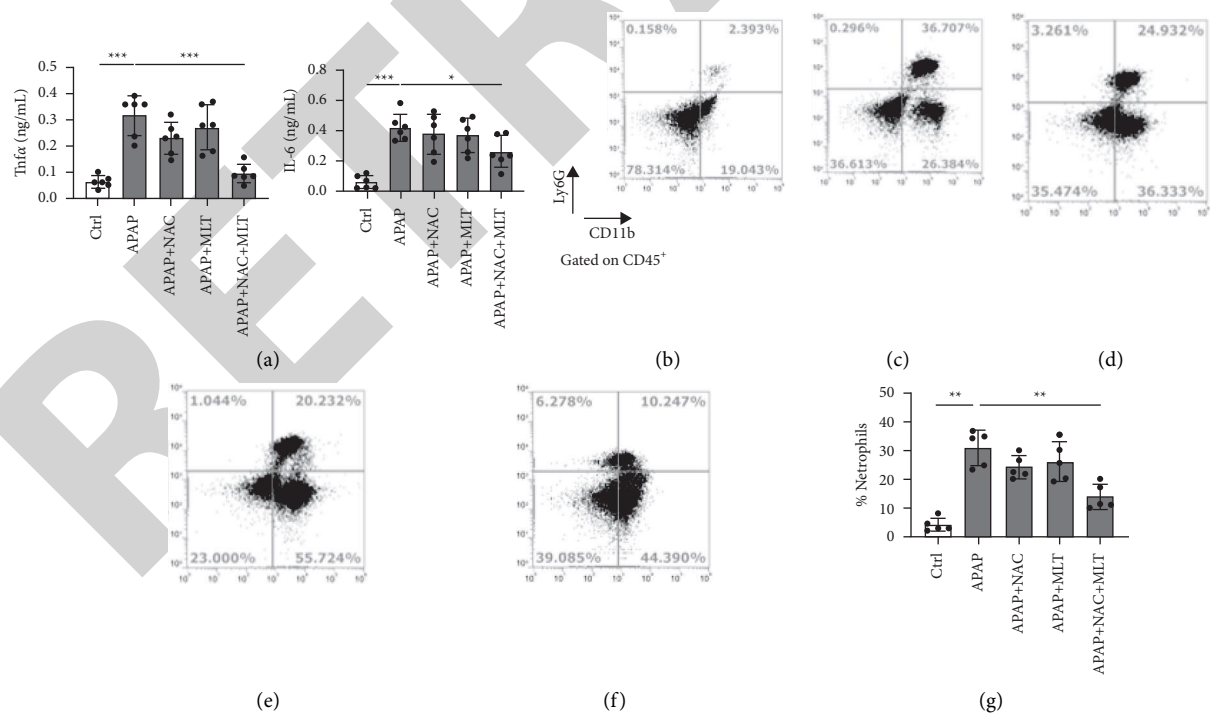 RETR
0.5
0.4
0.3
0.2
0.1
0.0
Tnfα (ng/mL)
***
***
Ctrl
APAP
APAP+NAC
APAP+MLT
APAP+NAC+MLT
0.8
0.6
0.4
0.2
0.0
IL-6 (ng/mL)
***
*
Ctrl
APAP
APAP+NAC
APAP+MLT
APAP+NAC+MLT
(a)
0.158% 2.393%
78.314% 19.043%
Ly6G
CD11b
Gated on CD45+
(b)
0.296% 36.707%
36.613% 26.384%
(c)
3.261% 24.932%
35.474% 36.333%
(d)
1.044% 20.232%
23.000% 55.724%
(e)
6.278% 10.247%
39.085% 44.390%
(f)
50
40
30
20
10
0
% Netrophils
**
**
Ctrl
APAP
APAP+NAC
APAP+MLT
APAP+NAC+MLT
(g)